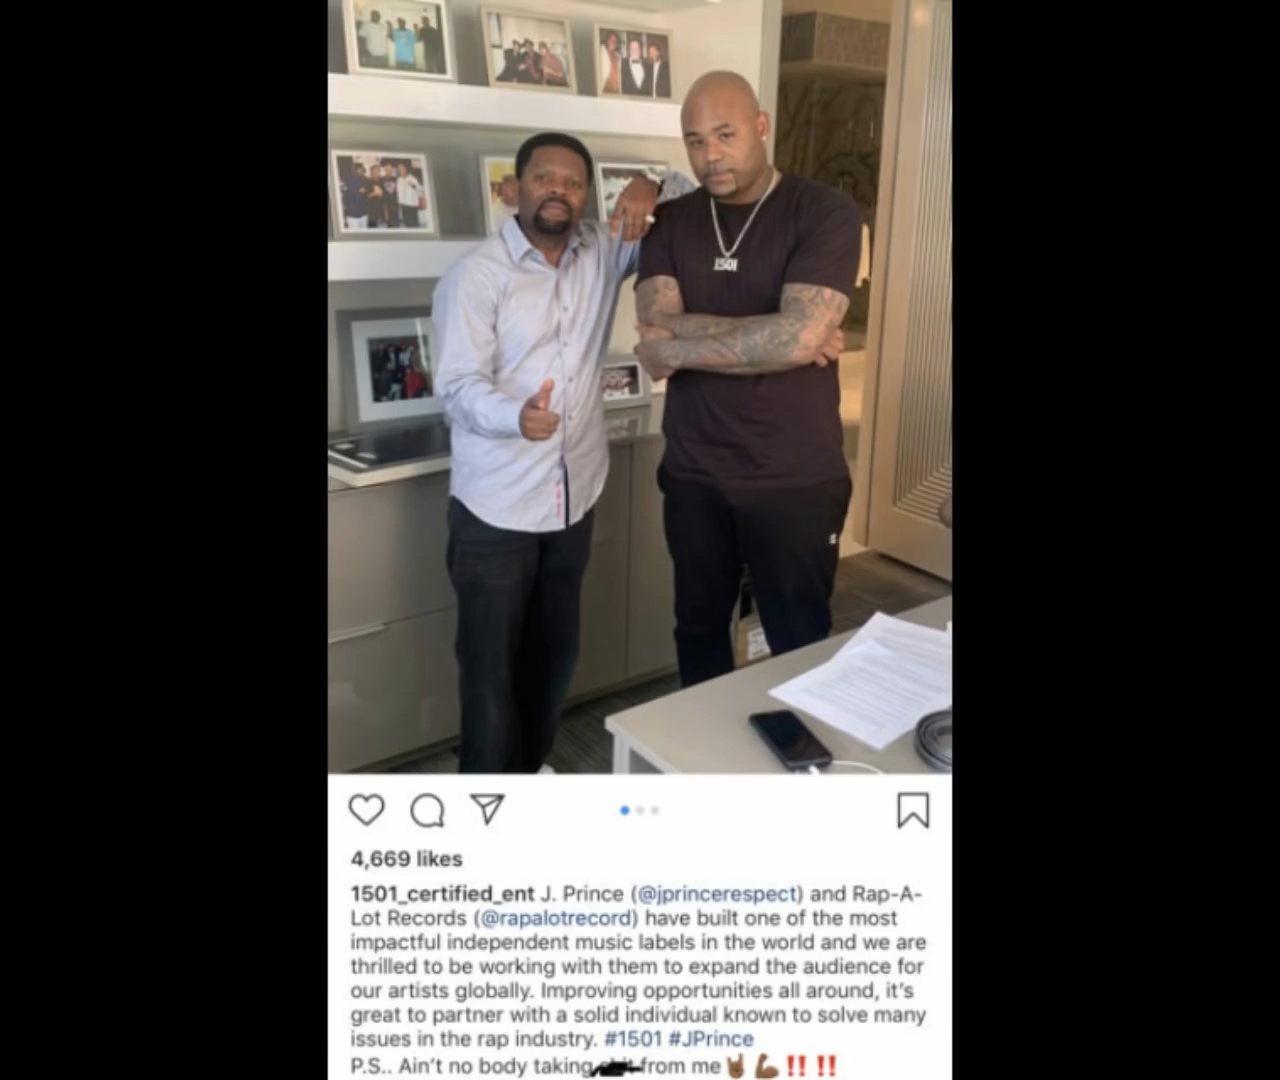 1501
4,669 likes
1501_certified_ent J. Prince (@jprincerespect) and Rap-A-
Lot Records (@rapalotrecord) have built one of the most
impactful independent music labels in the world and we are
thrilled to be working with them to expand the audience for
our artists globally. Improving opportunities all around, it's
great to partner with a solid individual known to solve many
issues in the rap industry. #1501 #JPrince
P.S.. Ain't no body taking from me🤘🏾 💪🏾 ‼️ ‼️